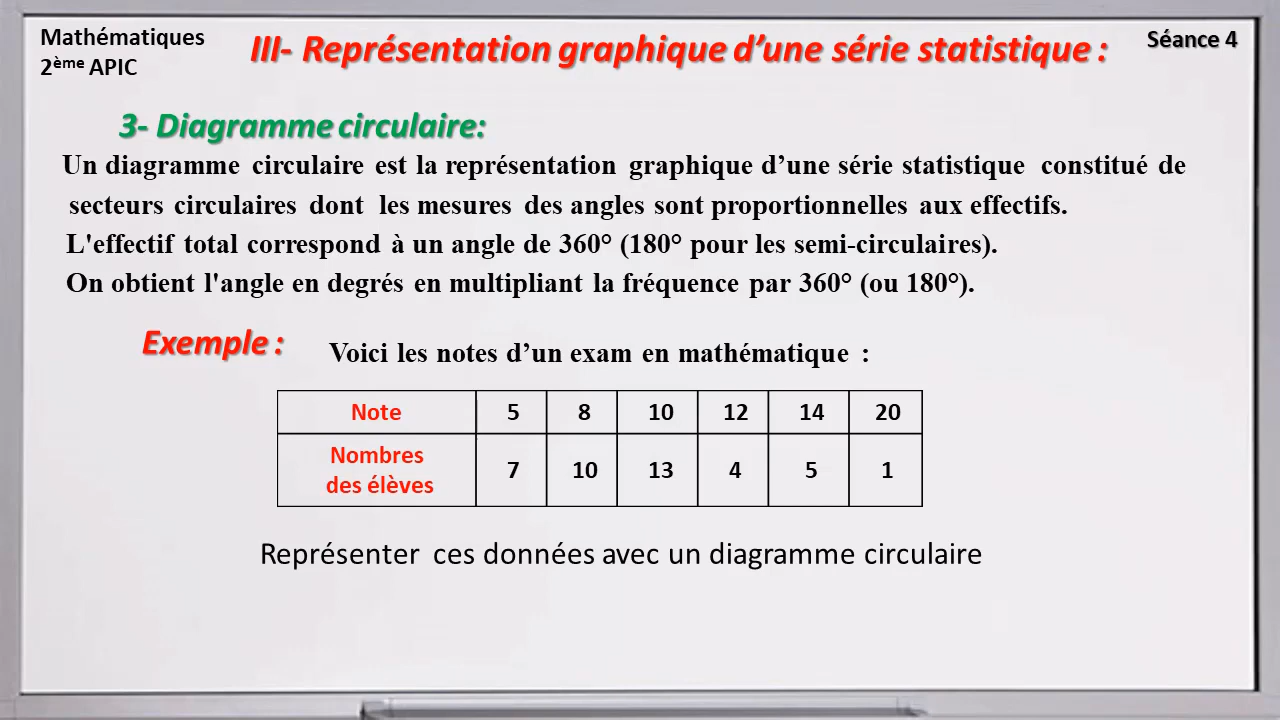 Mathématiques
2ème APIC
III- Représentation graphique d’une série statistique :
Séance 4
3- Diagramme circulaire:
Un diagramme circulaire est la représentation graphique d’une série statistique constitué de
secteurs circulaires dont les mesures des angles sont proportionnelles aux effectifs.
L'effectif total correspond à un angle de 360° (180° pour les semi-circulaires).
On obtient l'angle en degrés en multipliant la fréquence par 360° (ou 180°).
Exemple :
Voici les notes d’un exam en mathématique :
Note 5 8 10 12 14 20
Nombres
des élèves 7 10 13 4 5 1
Représenter ces données avec un diagramme circulaire